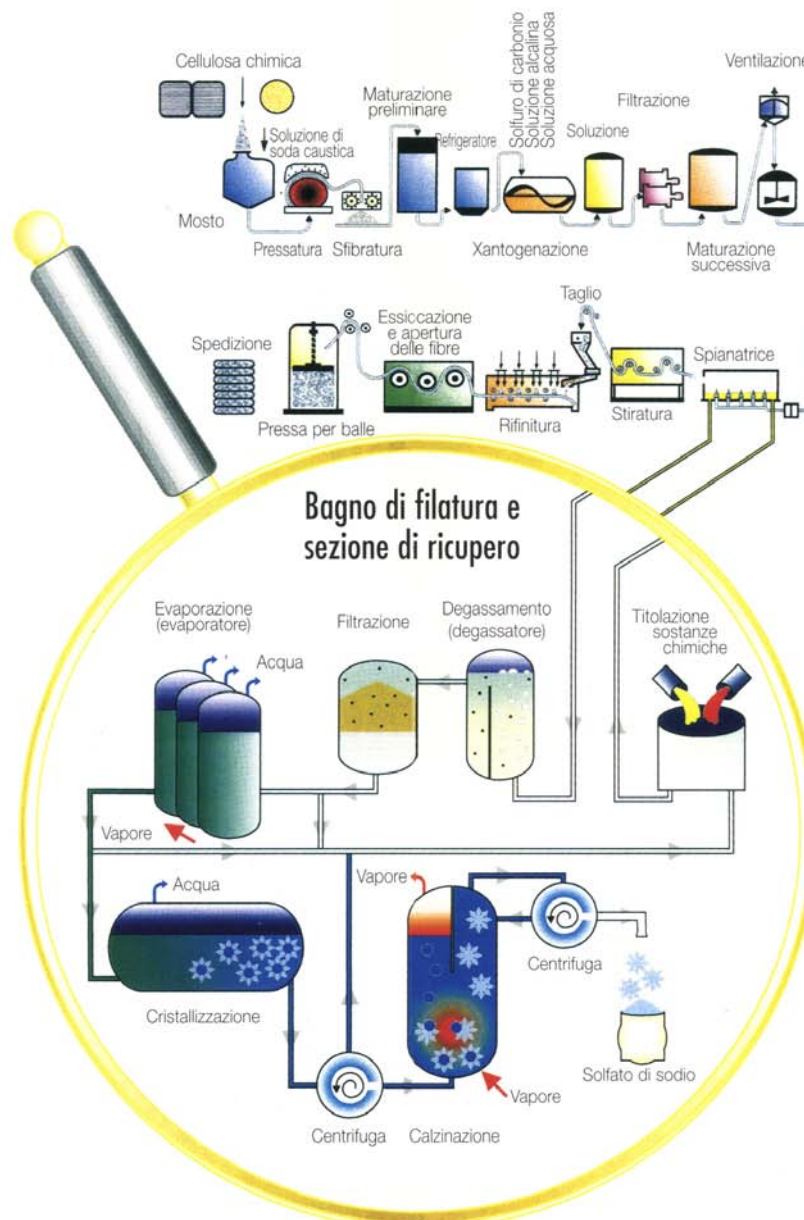 Cellulosa chimica
Soluzione di
soda caustica
Mosto
Pressatura
Sfibratura
Maturazione
preliminare
Refrigeratore
Solfuro di carbonio
Soluzione alcalina
Soluzione acquosa
Xantogenazione
Soluzione
Filtrazione
Maturazione
successiva
Ventilazione
Spedizione
Pressa per balle
Essiccazione
e apertura
delle fibre
Rifinitura
Taglio
Stiratura
Spianatrice
Bagno di filatura e
sezione di ricupero
Evaporazione
(evaporatore)
Acqua
Filtrazione
Degassamento
(degassatore)
Titolazione
sostanze
chimiche
Vapore
Acqua
Cristallizzazione
Vapore
Centrifuga
Solfato di sodio
Centrifuga
Calzinazione
Vapore